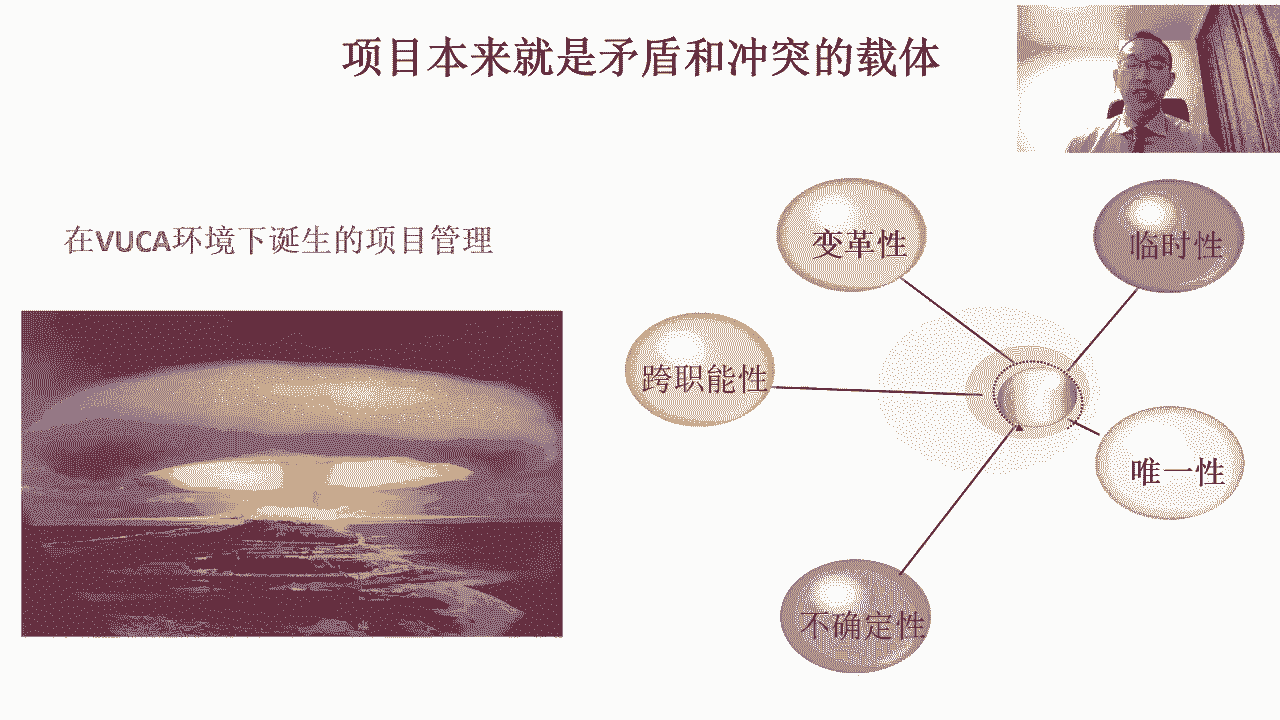 项目本来就是矛盾和冲突的载体
在VUCA环境下诞生的项目管理
变革性
临时性
跨职能性
唯一性
不确定性